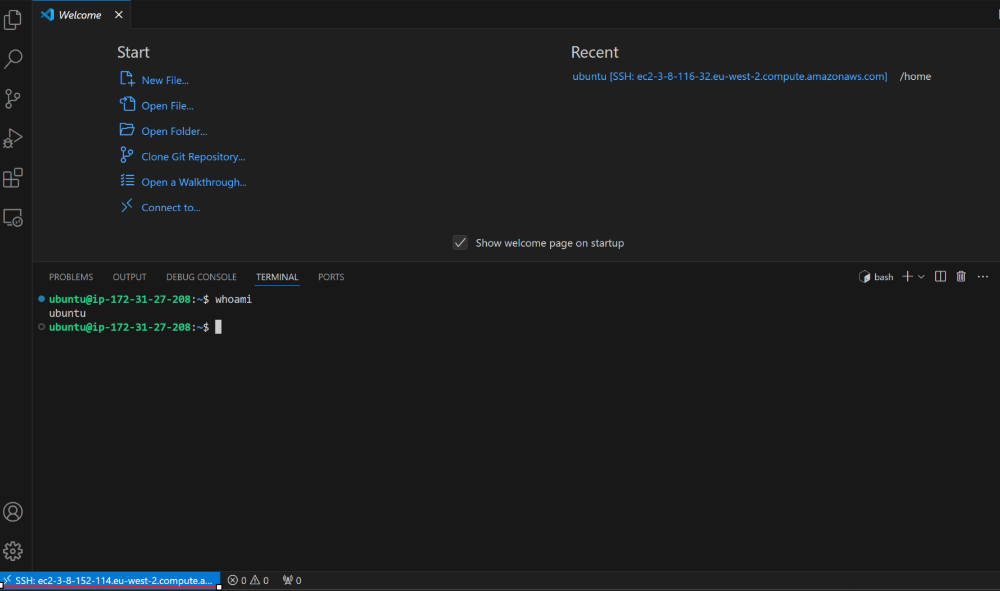 Welcome
Start
New File...
Open File...
Open Folder...
Clone Git Repository...
Open a Walkthrough...
Connect to...
Recent
ubuntu [SSH: ec2-3-8-116-32.eu-west-2.compute.amazonaws.com] /home
Show welcome page on startup
PROBLEMS OUTPUT DEBUG CONSOLE TERMINAL PORTS
bash
ubuntu@ip-172-31-27-208:~$ whoami
ubuntu
ubuntu@ip-172-31-27-208:~$
SSH: ec2-3-8-152-114.eu-west-2.compute.a... 0 0 0